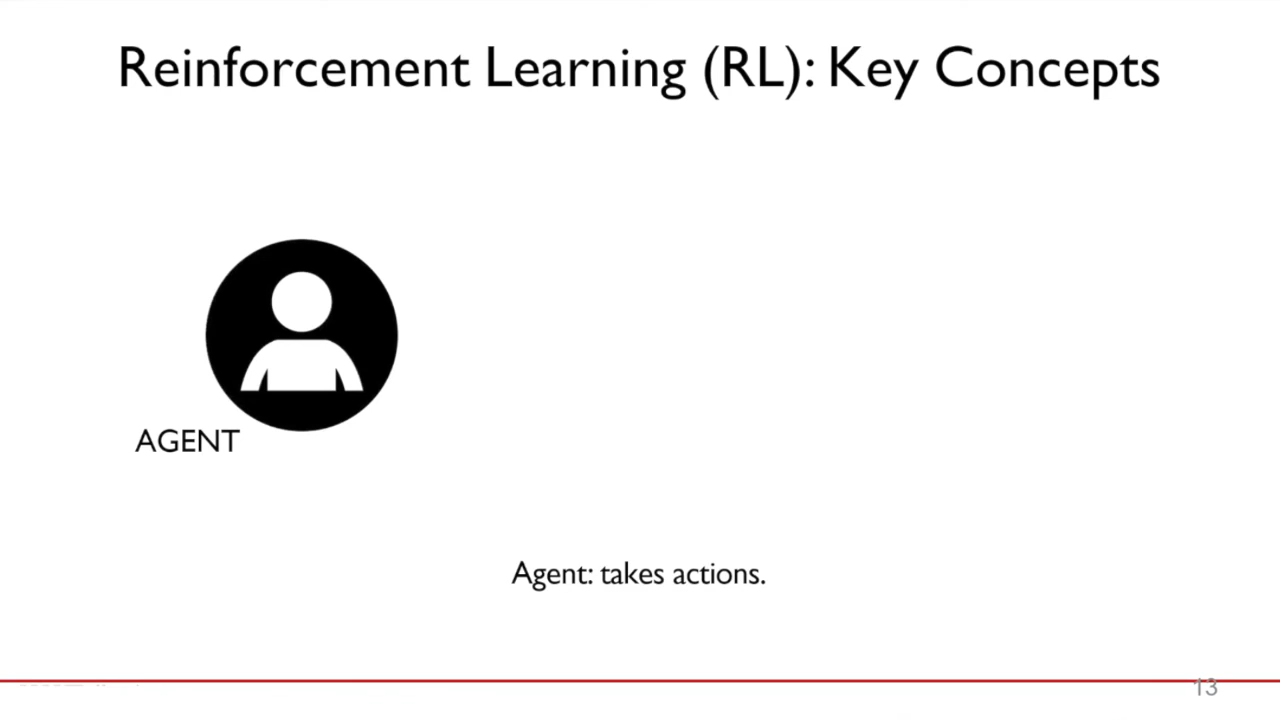 Reinforcement Learning (RL): Key Concepts
AGENT
Agent: takes actions.
13